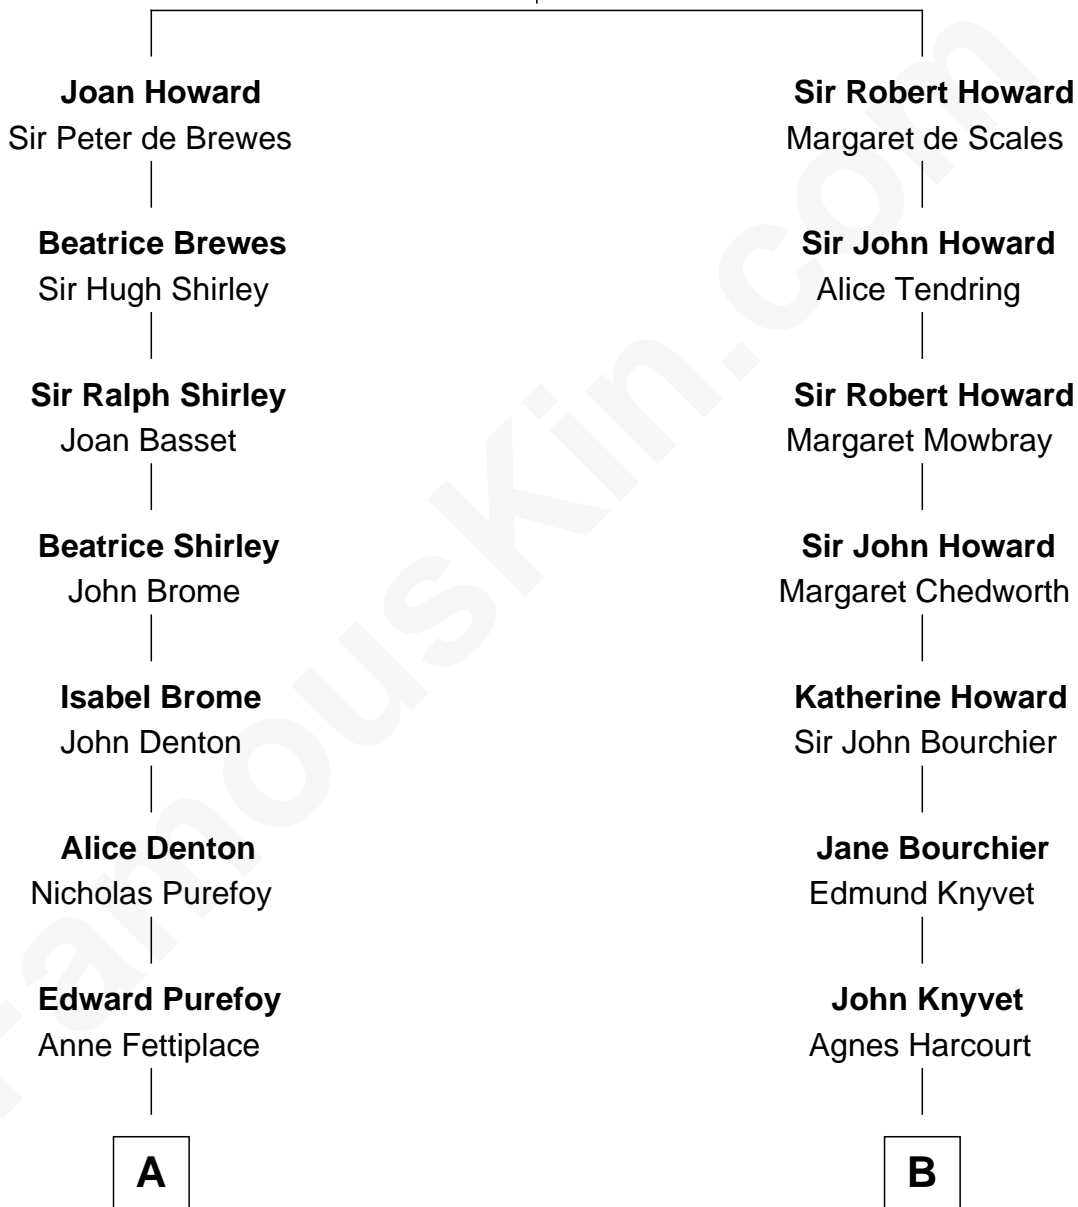 Joan Howard
Sir Peter de Brewes
Beatrice Brewes
Sir Hugh Shirley
Sir Ralph Shirley
Joan Basset
Beatrice Shirley
John Brome
Isabel Brome
John Denton
Alice Denton
Nicholas Purefoy
Edward Purefoy
Anne Fettiplace
A
Sir Robert Howard
Margaret de Scales
Sir John Howard
Alice Tendring
Sir Robert Howard
Margaret Mowbray
Sir John Howard
Margaret Chedworth
Katherine Howard
Sir John Bourchier
Jane Bourchier
Edmund Knyvet
John Knyvet
Agnes Harcourt
B
FamousKin.com